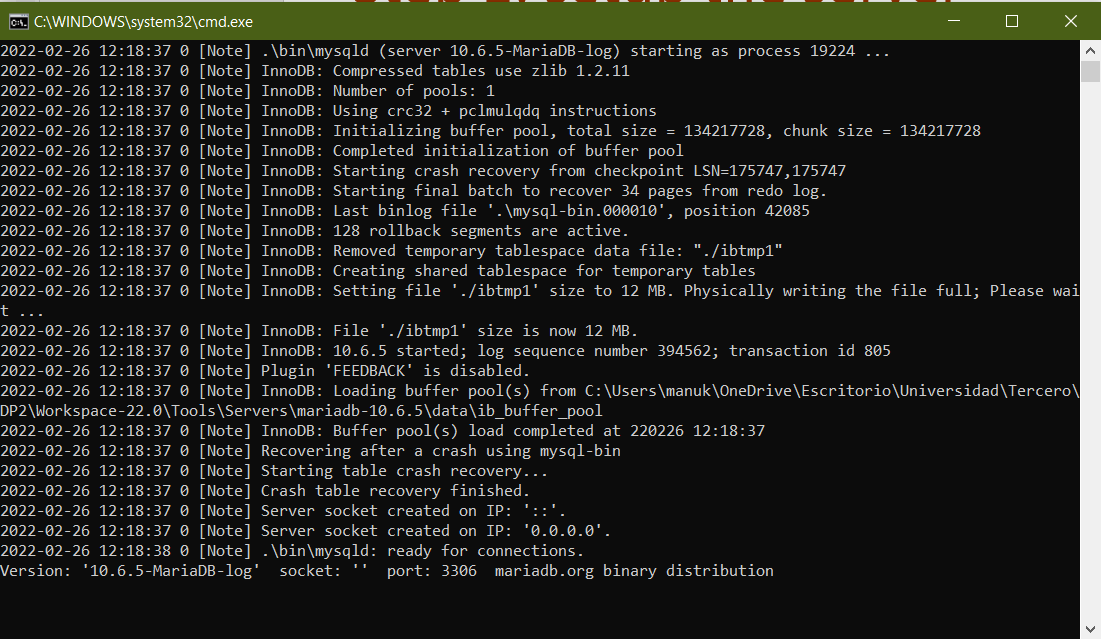 C:\WINDOWS\system32\cmd.exe
2022-02-26 12:18:37 0 [Note] .\bin\mysqld (server 10.6.5-MariaDB-log) starting as process 19224 ...
2022-02-26 12:18:37 0 [Note] InnoDB: Compressed tables use zlib 1.2.11
2022-02-26 12:18:37 0 [Note] InnoDB: Number of pools: 1
2022-02-26 12:18:37 0 [Note] InnoDB: Using crc32 + pclmulqdq instructions
2022-02-26 12:18:37 0 [Note] InnoDB: Initializing buffer pool, total size = 134217728, chunk size = 134217728
2022-02-26 12:18:37 0 [Note] InnoDB: Completed initialization of buffer pool
2022-02-26 12:18:37 0 [Note] InnoDB: Starting crash recovery from checkpoint LSN=175747,175747
2022-02-26 12:18:37 0 [Note] InnoDB: Starting final batch to recover 34 pages from redo log.
2022-02-26 12:18:37 0 [Note] InnoDB: Last binlog file '.\mysql-bin.000010', position 42085
2022-02-26 12:18:37 0 [Note] InnoDB: 128 rollback segments are active.
2022-02-26 12:18:37 0 [Note] InnoDB: Removed temporary tablespace data file: "./ibtmp1"
2022-02-26 12:18:37 0 [Note] InnoDB: Creating shared tablespace for temporary tables
2022-02-26 12:18:37 0 [Note] InnoDB: Setting file './ibtmp1' size to 12 MB. Physically writing the file full; Please wai
t ...
2022-02-26 12:18:37 0 [Note] InnoDB: File './ibtmp1' size is now 12 MB.
2022-02-26 12:18:37 0 [Note] InnoDB: 10.6.5 started; log sequence number 394562; transaction id 805
2022-02-26 12:18:37 0 [Note] Plugin 'FEEDBACK' is disabled.
2022-02-26 12:18:37 0 [Note] InnoDB: Loading buffer pool(s) from C:\Users\manuk\OneDrive\Escritorio\Universidad\Tercero\
DP2\Workspace-22.0\Tools\Servers\mariadb-10.6.5\data\ib_buffer_pool
2022-02-26 12:18:37 0 [Note] InnoDB: Buffer pool(s) load completed at 220226 12:18:37
2022-02-26 12:18:37 0 [Note] Recovering after a crash using mysql-bin
2022-02-26 12:18:37 0 [Note] Starting table crash recovery...
2022-02-26 12:18:37 0 [Note] Crash table recovery finished.
2022-02-26 12:18:37 0 [Note] Server socket created on IP: '::'.
2022-02-26 12:18:37 0 [Note] Server socket created on IP: '0.0.0.0'.
2022-02-26 12:18:38 0 [Note] .\bin\mysqld: ready for connections.
Version: '10.6.5-MariaDB-log'  socket: ''  port: 3306  mariadb.org binary distribution